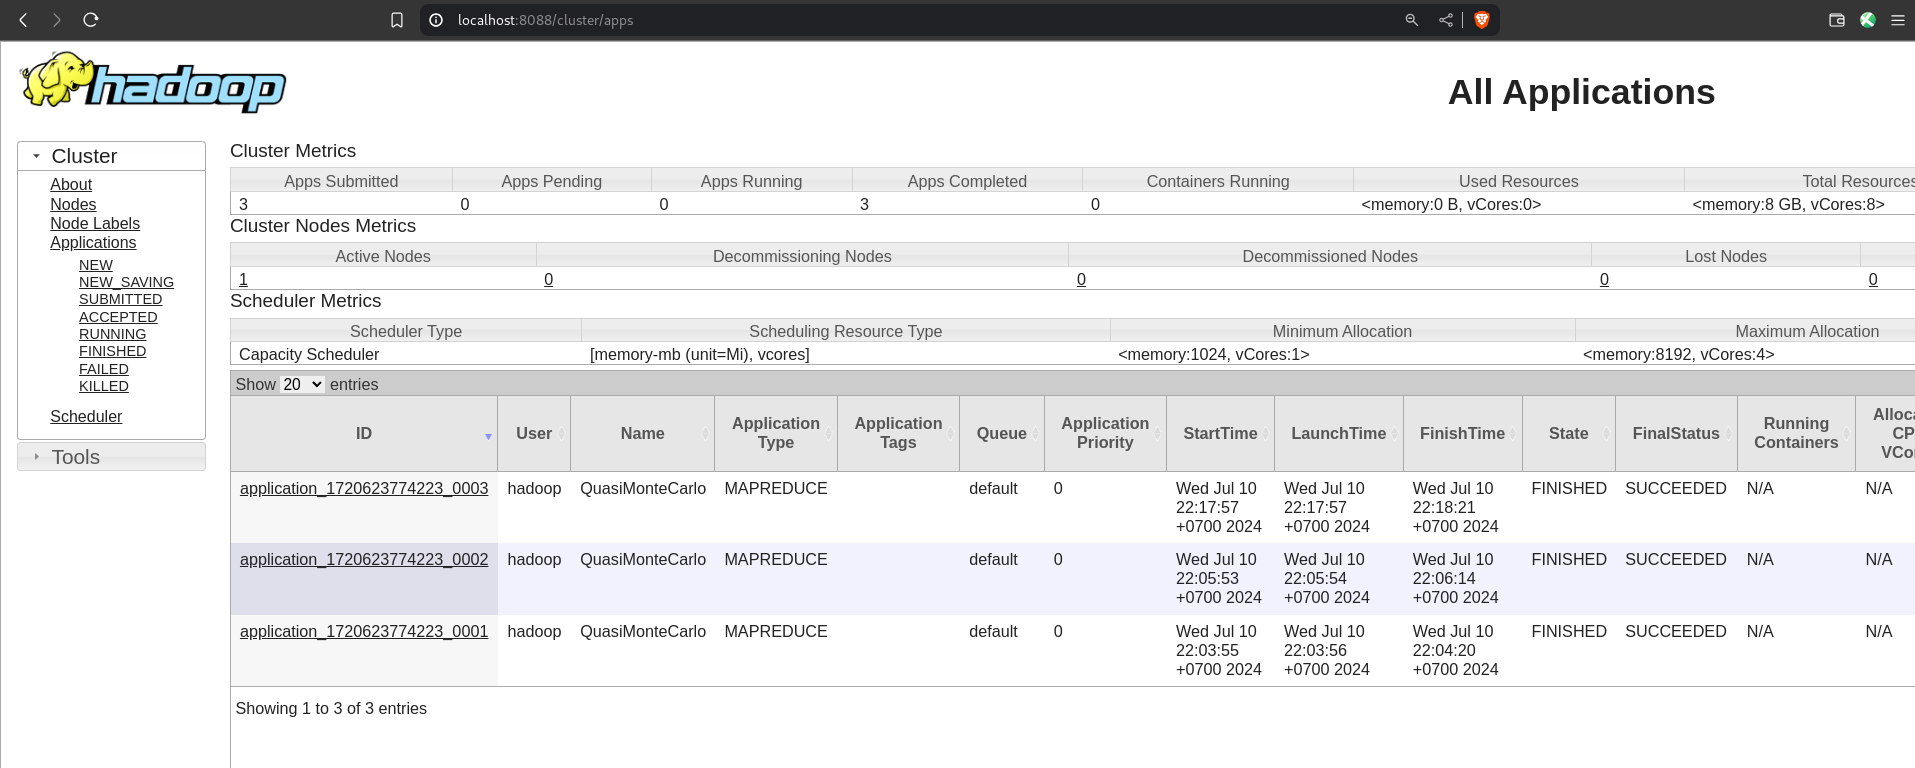 localhost:8088/cluster/apps
hadoop
All Applications
Cluster
About
Nodes
Node Labels
Applications
NEW
NEW_SAVING
SUBMITTED
ACCEPTED
RUNNING
FINISHED
FAILED
KILLED
Scheduler
Tools
Cluster Metrics
Apps Submitted Apps Pending Apps Running Apps Completed Containers Running Used Resources Total Resources
3 0 0 3 0 <memory:0 B, vCores:0> <memory:8 GB, vCores:8>
Cluster Nodes Metrics
Active Nodes Decommissioning Nodes Decommissioned Nodes Lost Nodes
1 0 0 0 0
Scheduler Metrics
Scheduler Type Scheduling Resource Type Minimum Allocation Maximum Allocation
Capacity Scheduler [memory-mb (unit=Mi), vcores] <memory:1024, vCores:1> <memory:8192, vCores:4>
Show 20 entries
ID User Name Application Type Application Tags Queue Application Priority StartTime LaunchTime FinishTime State FinalStatus Running Containers
application_1720623774223_0003 hadoop QuasiMonteCarlo MAPREDUCE default 0 Wed Jul 10 22:17:57 +0700 2024 Wed Jul 10 22:17:57 +0700 2024 Wed Jul 10 22:18:21 +0700 2024 FINISHED SUCCEEDED N/A N/A
application_1720623774223_0002 hadoop QuasiMonteCarlo MAPREDUCE default 0 Wed Jul 10 22:05:53 +0700 2024 Wed Jul 10 22:05:54 +0700 2024 Wed Jul 10 22:06:14 +0700 2024 FINISHED SUCCEEDED N/A N/A
application_1720623774223_0001 hadoop QuasiMonteCarlo MAPREDUCE default 0 Wed Jul 10 22:03:55 +0700 2024 Wed Jul 10 22:03:56 +0700 2024 Wed Jul 10 22:04:20 +0700 2024 FINISHED SUCCEEDED N/A N/A
Showing 1 to 3 of 3 entries